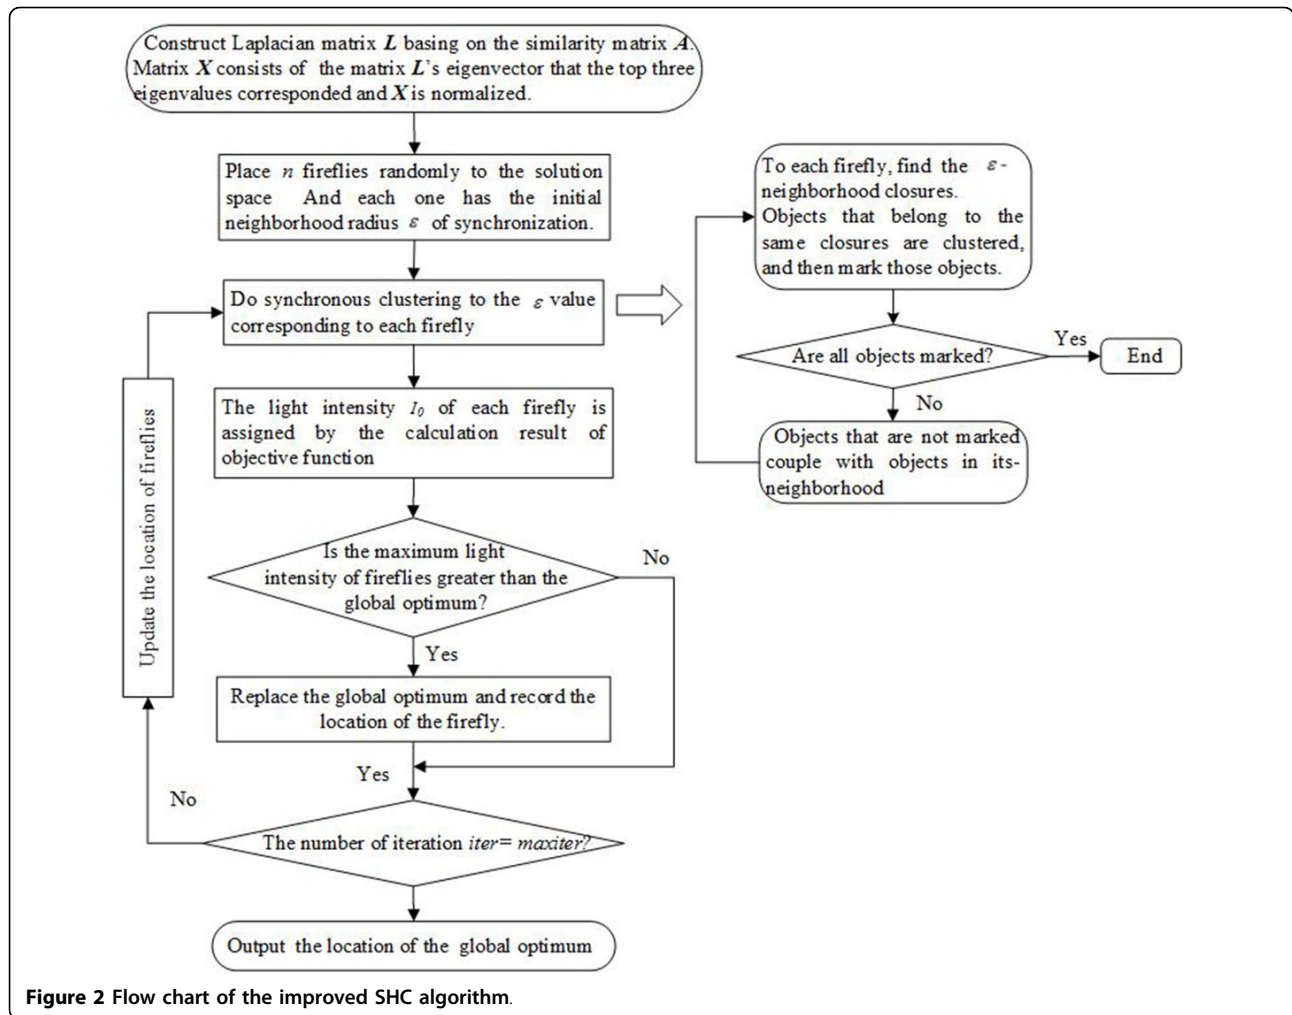 Construct Laplacian matrix L basing on the similarity matrix A.
Matrix X consists of the matrix L's eigenvector that the top three
eigenvalues corresponded and X is normalized.
Place n fireflies randomly to the solution
space And each one has the initial
neighborhood radius ε of synchronization.
Do synchronous clustering to the ε value
corresponding to each firefly
The light intensity I0 of each firefly is
assigned by the calculation result of
objective function
Is the maximum light
intensity of fireflies greater than the
global optimum?
No
Yes
Replace the global optimum and record the
location of the firefly.
Yes
No
The number of iteration iter= maxiter?
Output the location of the global optimum
Update the location of fireflies
To each firefly, find the ε-
neighborhood closures.
Objects that belong to the
same closures are clustered,
and then mark those objects.
Are all objects marked?
Yes
End
No
Objects that are not marked
couple with objects in its-
neighborhood
Figure 2 Flow chart of the improved SHC algorithm.